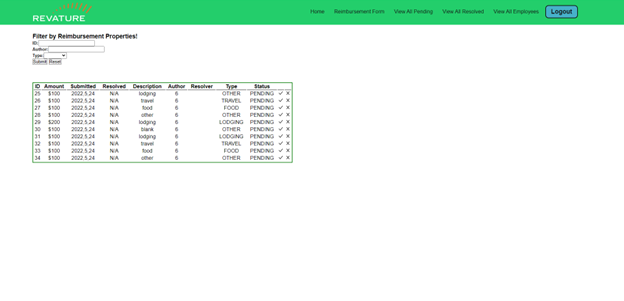 REVATURE
Home Reimbursement Form View All Pending View All Resolved View All Employees Logout
Filter by Reimbursement Properties!
ID:
Author:
Type:
Submit Reset
ID Amount Submitted Resolved Description Author Resolver Type Status
25 $100 2022,5,24 N/A lodging 6 OTHER PENDING ✓ ✕
26 $100 2022,5,24 N/A travel 6 TRAVEL PENDING ✓ ✕
27 $100 2022,5,24 N/A food 6 FOOD PENDING ✓ ✕
28 $100 2022,5,24 N/A other 6 OTHER PENDING ✓ ✕
29 $200 2022,5,24 N/A lodging 6 LODGING PENDING ✓ ✕
30 $100 2022,5,24 N/A blank 6 OTHER PENDING ✓ ✕
31 $100 2022,5,24 N/A lodging 6 LODGING PENDING ✓ ✕
32 $100 2022,5,24 N/A travel 6 TRAVEL PENDING ✓ ✕
33 $100 2022,5,24 N/A food 6 FOOD PENDING ✓ ✕
34 $100 2022,5,24 N/A other 6 OTHER PENDING ✓ ✕